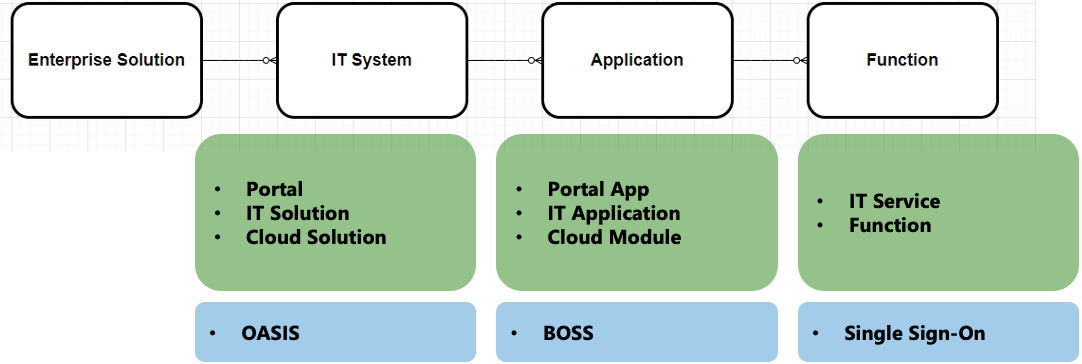 Enterprise Solution
IT System
Application
Function
• Portal
• IT Solution
• Cloud Solution
• Portal App
• IT Application
• Cloud Module
• IT Service
• Function
• OASIS
• BOSS
• Single Sign-On